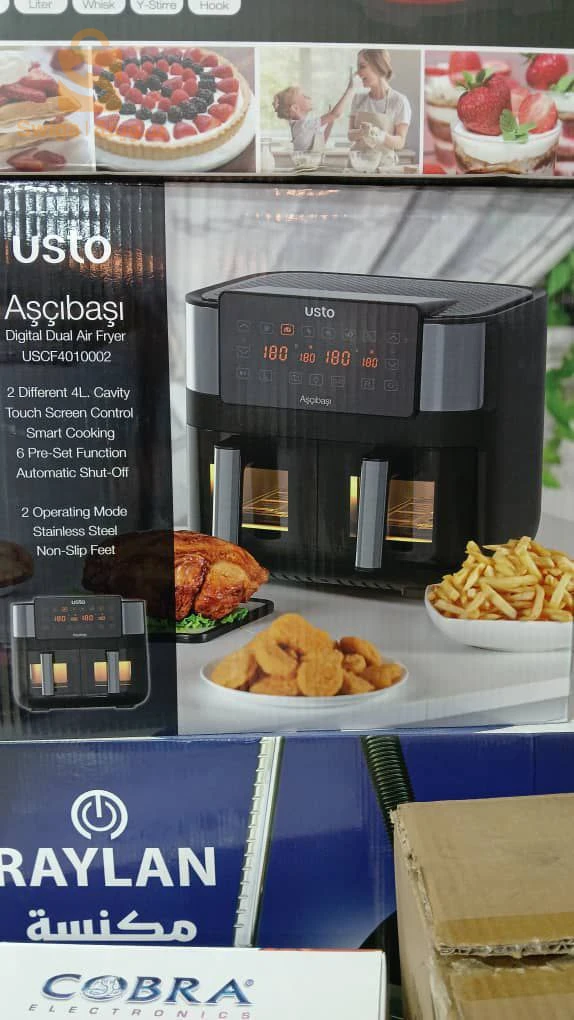 Liter Whisk Y-Stirre Hook
usto
Aşçıbaşı
Digital Dual Air Fryer
USCF4010002
2 Different 4L. Cavity
Touch Screen Control
Smart Cooking
6 Pre-Set Function
Automatic Shut-Off
2 Operating Mode
Stainless Steel
Non-Slip Feet
usto
180 180 180 180
Aşçıbaşı
usto
RAYLAN
مكنسة
COBRA®
ELECTRONICS